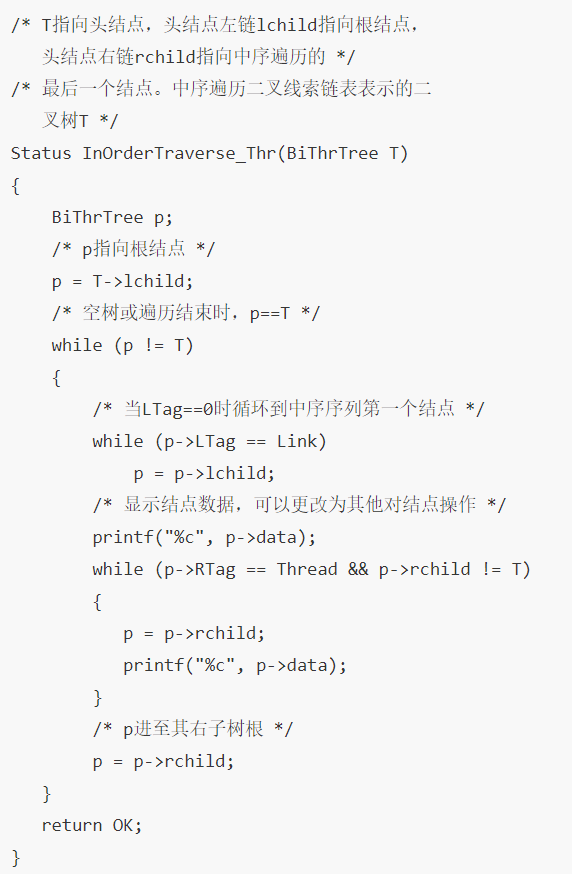 /* T指向头结点，头结点左链lchild指向根结点，
   头结点右链rchild指向中序遍历的 */
/* 最后一个结点。中序遍历二叉线索链表表示的二
   叉树T */
Status InOrderTraverse_Thr(BiThrTree T)
{
    BiThrTree p;
    /* p指向根结点 */
    p = T->lchild;
    /* 空树或遍历结束时，p==T */
    while (p != T)
    {
        /* 当LTag==0时循环到中序序列第一个结点 */
        while (p->LTag == Link)
            p = p->lchild;
        /* 显示结点数据，可以更改为其他对结点操作 */
        printf("%c", p->data);
        while (p->RTag == Thread && p->rchild != T)
        {
           p = p->rchild;
           printf("%c", p->data);
        }
        /* p进至其右子树根 */
        p = p->rchild;
   }
   return OK;
}